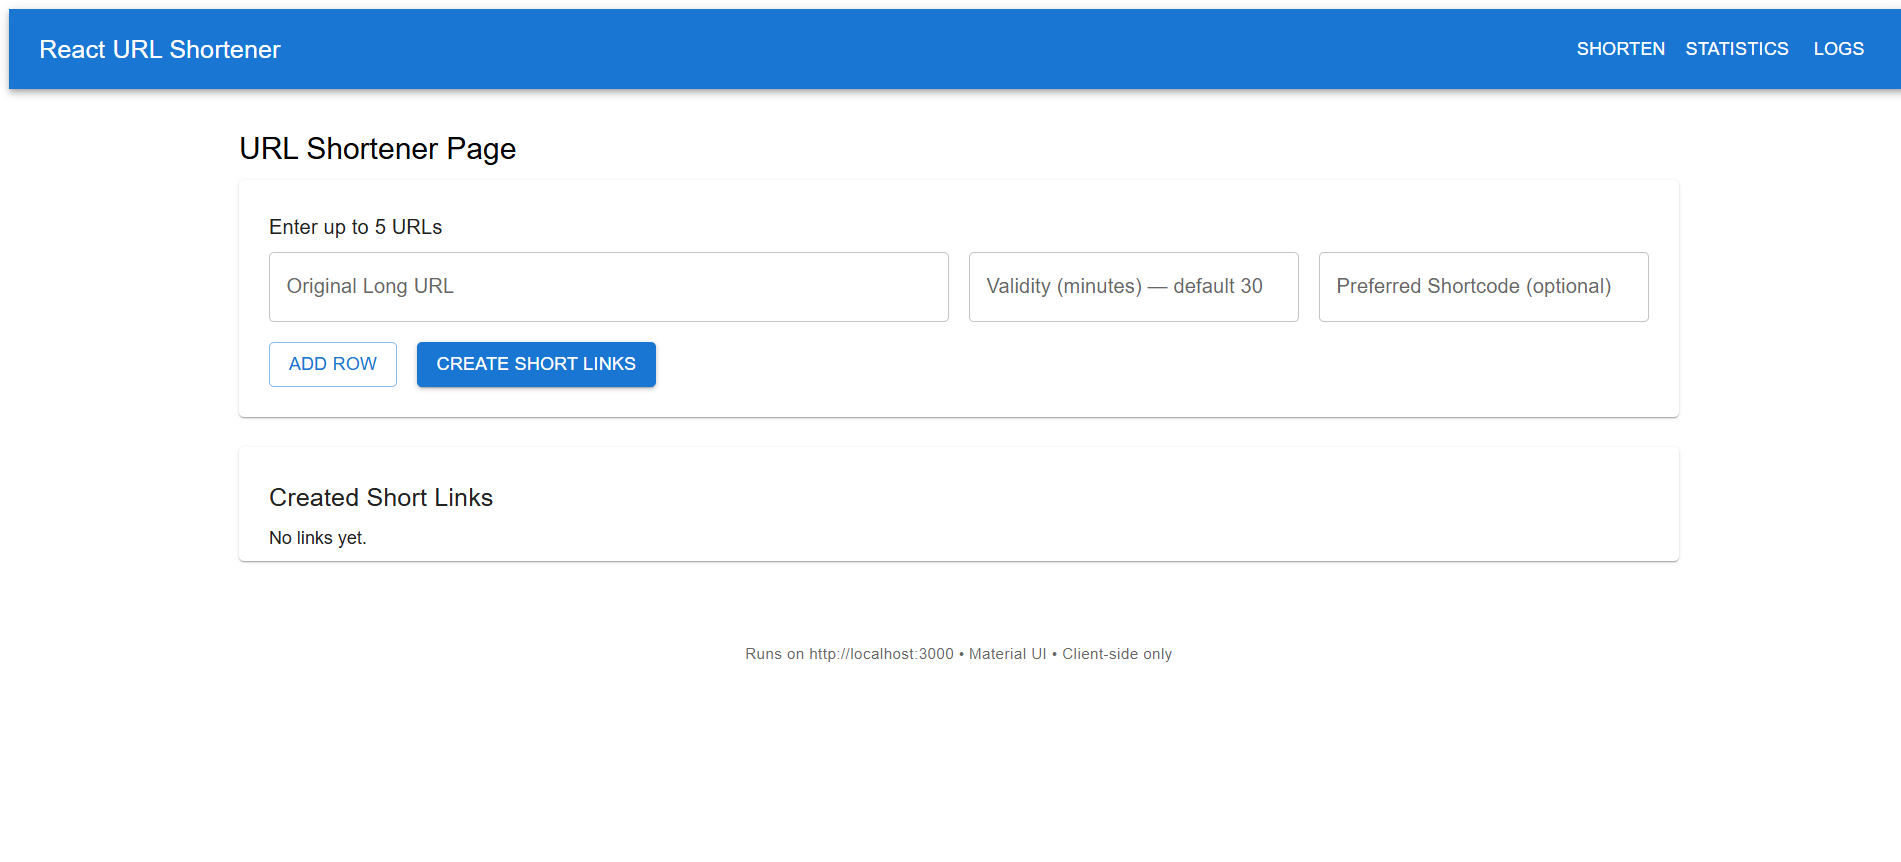 React URL Shortener
SHORTEN STATISTICS LOGS
URL Shortener Page
Enter up to 5 URLs
Original Long URL
Validity (minutes) — default 30
Preferred Shortcode (optional)
ADD ROW
CREATE SHORT LINKS
Created Short Links
No links yet.
Runs on http://localhost:3000 • Material UI • Client-side only